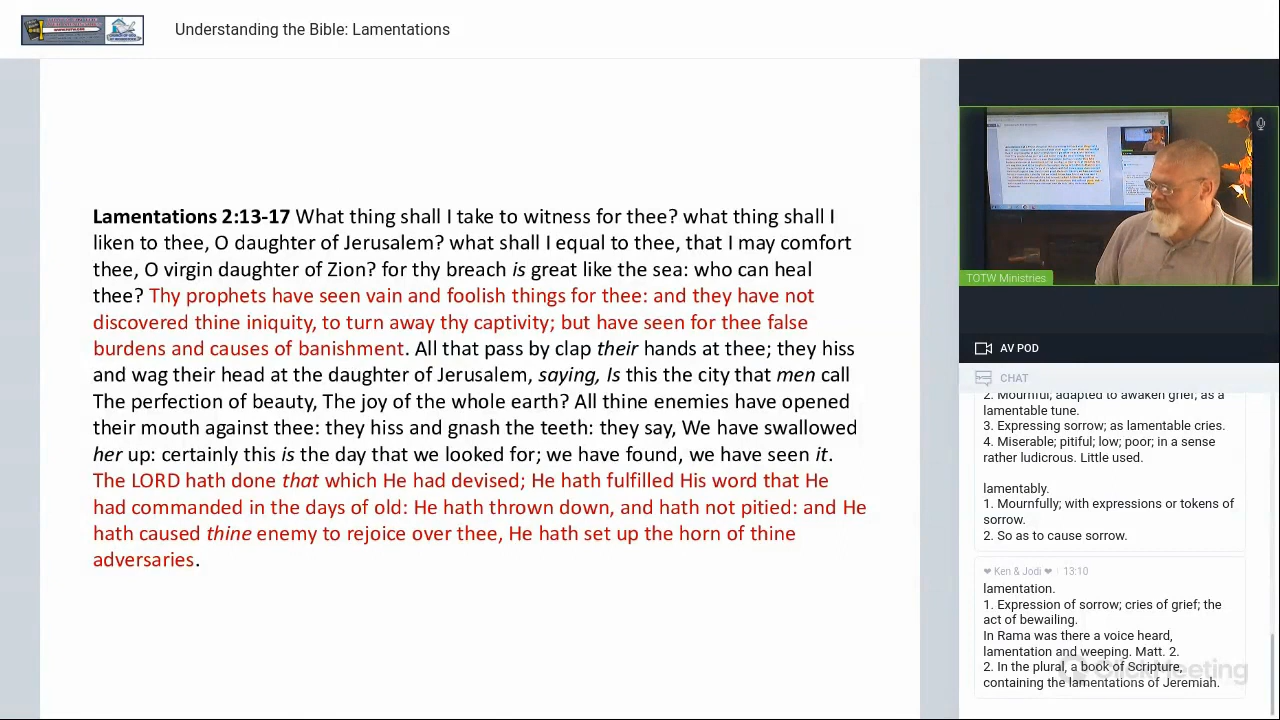 Understanding the Bible: Lamentations
Lamentations 2:13-17 What thing shall I take to witness for thee? what thing shall I
liken to thee, O daughter of Jerusalem? what shall I equal to thee, that I may comfort
thee, O virgin daughter of Zion? for thy breach is great like the sea: who can heal
thee? Thy prophets have seen vain and foolish things for thee: and they have not
discovered thine iniquity, to turn away thy captivity; but have seen for thee false
burdens and causes of banishment. All that pass by clap their hands at thee; they hiss
and wag their head at the daughter of Jerusalem, saying, Is this the city that men call
The perfection of beauty, The joy of the whole earth? All thine enemies have opened
their mouth against thee: they hiss and gnash the teeth: they say, We have swallowed
her up: certainly this is the day that we looked for; we have found, we have seen it.
The LORD hath done that which He had devised; He hath fulfilled His word that He
had commanded in the days of old: He hath thrown down, and hath not pitied: and He
hath caused thine enemy to rejoice over thee, He hath set up the horn of thine
adversaries.
TOTW Ministries
AV POD
CHAT
2. Mournful; adapted to awaken grief; as a
lamentable tune.
3. Expressing sorrow; as lamentable cries.
4. Miserable; pitiful; low; poor; in a sense
rather ludicrous. Little used.
lamentably.
1. Mournfully; with expressions or tokens of
sorrow.
2. So as to cause sorrow.
❤ Ken & Jodi ❤ 13:10
lamentation.
1. Expression of sorrow; cries of grief; the
act of bewailing.
In Rama was there a voice heard,
lamentation and weeping. Matt. 2.
2. In the plural, a book of Scripture,
containing the lamentations of Jeremiah.
ClickMeeting